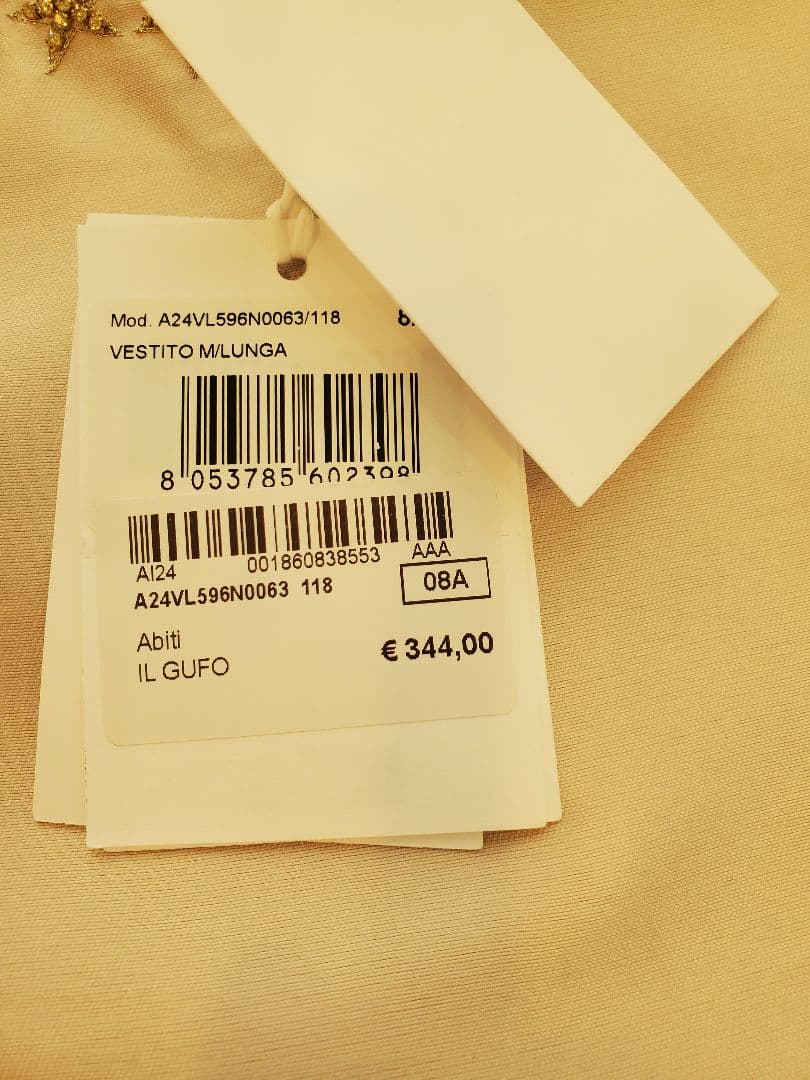 Mod. A24VL596N0063/118
VESTITO M/LUNGA
8 053785 602398
AI24 001860838553 AAA
A24VL596N0063 118 08A
Abiti
IL GUFO
€ 344,00